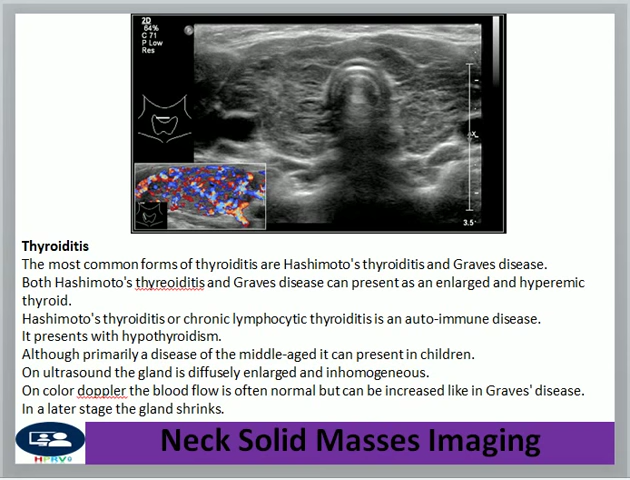 2D
64%
C 71
P Low
Res
x
3.5
Thyroiditis
The most common forms of thyroiditis are Hashimoto's thyroiditis and Graves disease.
Both Hashimoto's thyreoiditis and Graves disease can present as an enlarged and hyperemic
thyroid.
Hashimoto's thyroiditis or chronic lymphocytic thyroiditis is an auto-immune disease.
It presents with hypothyroidism.
Although primarily a disease of the middle-aged it can present in children.
On ultrasound the gland is diffusely enlarged and inhomogeneous.
On color doppler the blood flow is often normal but can be increased like in Graves' disease.
In a later stage the gland shrinks.
Neck Solid Masses Imaging